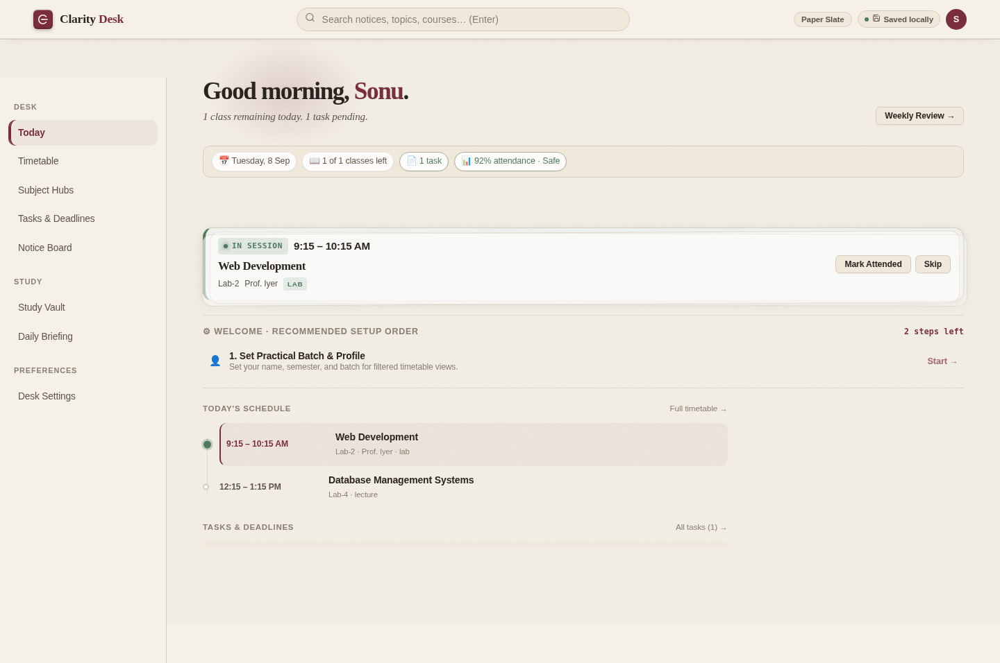 Clarity Desk
Search notices, topics, courses… (Enter)
Paper Slate
Saved locally
S
DESK
Today
Timetable
Subject Hubs
Tasks & Deadlines
Notice Board
STUDY
Study Vault
Daily Briefing
PREFERENCES
Desk Settings
Good morning, Sonu.
1 class remaining today. 1 task pending.
Weekly Review →
📅 Tuesday, 8 Sep
📖 1 of 1 classes left
📄 1 task
📊 92% attendance · Safe
IN SESSION 9:15 – 10:15 AM
Web Development
Lab-2 Prof. Iyer LAB
Mark Attended
Skip
⚙ WELCOME · RECOMMENDED SETUP ORDER
2 steps left
👤 1. Set Practical Batch & Profile
Set your name, semester, and batch for filtered timetable views.
Start →
TODAY'S SCHEDULE
Full timetable →
9:15 – 10:15 AM
Web Development
Lab-2 · Prof. Iyer · lab
12:15 – 1:15 PM
Database Management Systems
Lab-4 · lecture
TASKS & DEADLINES
All tasks (1) →